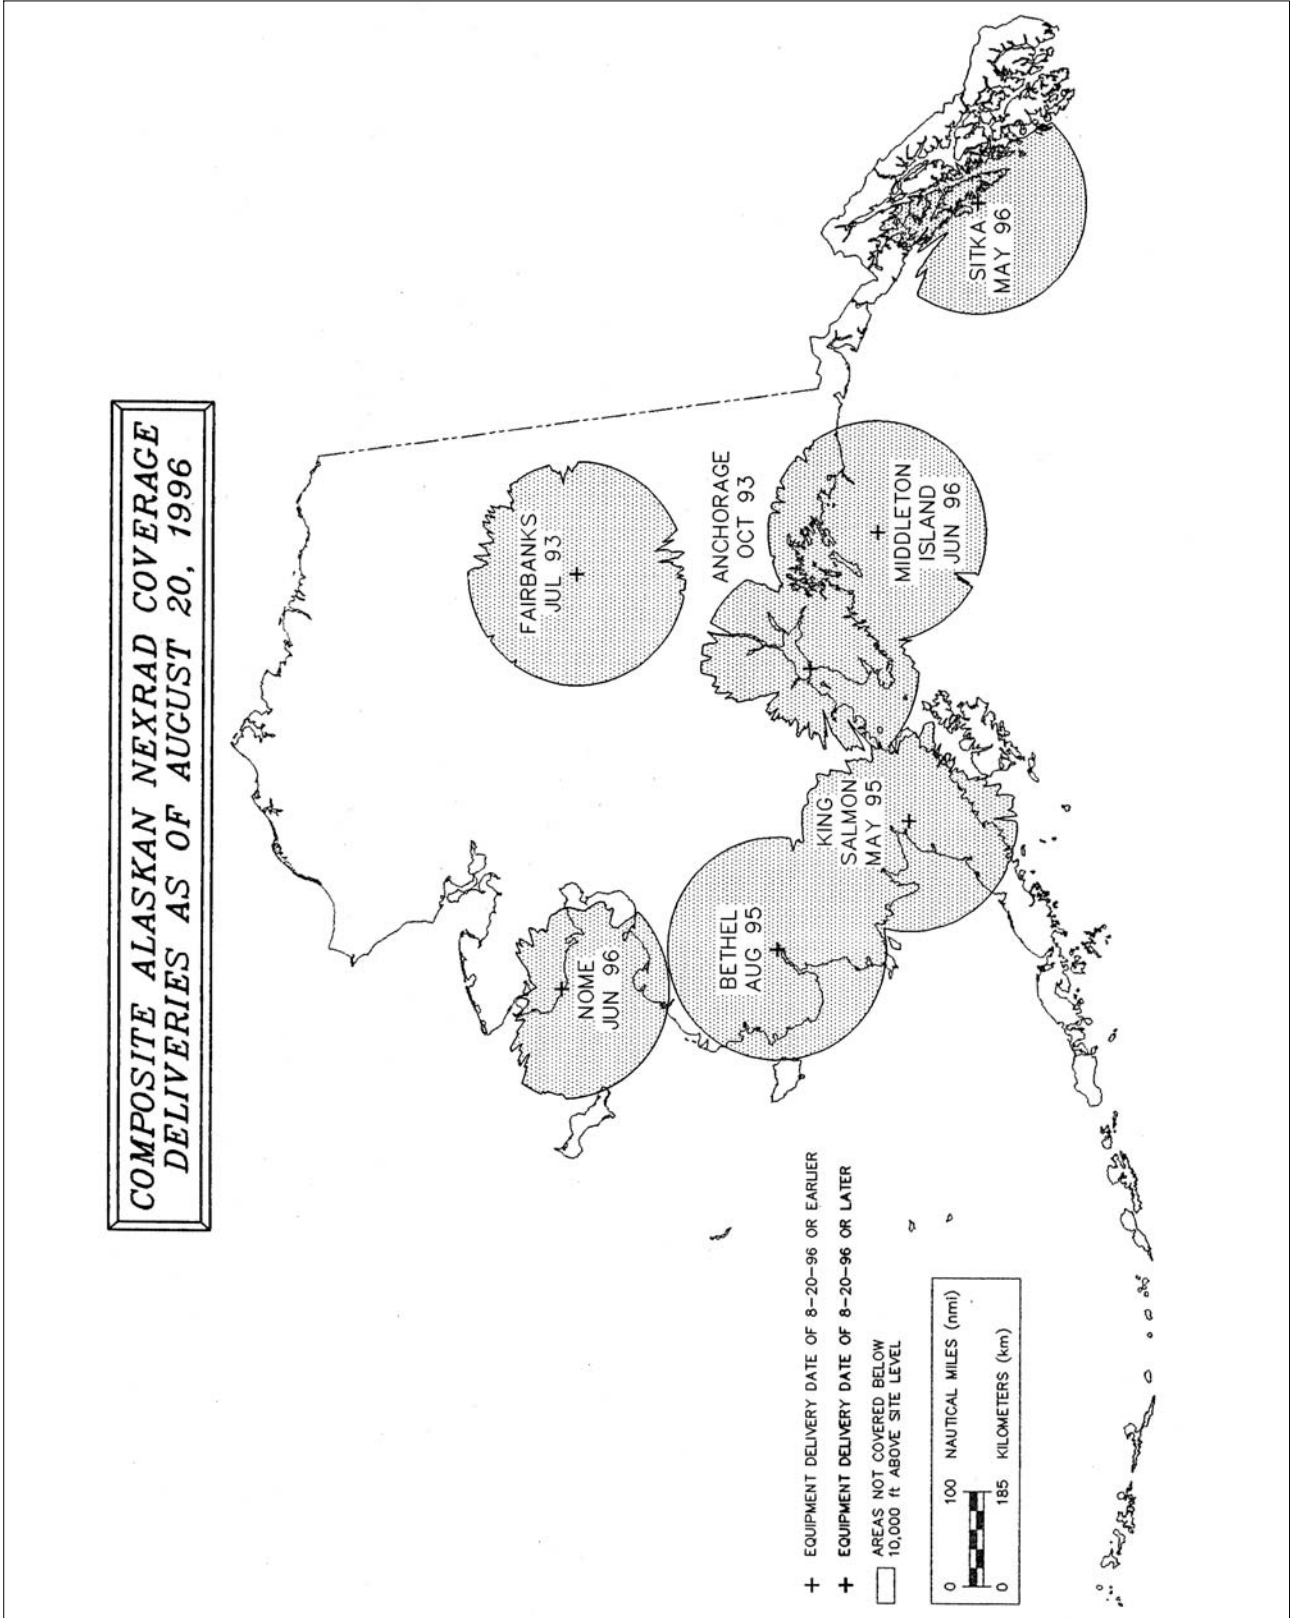 COMPOSITE ALASKAN NEXRAD COVERAGE
DELIVERIES AS OF AUGUST 20, 1996
NOME
JUN 96
FAIRBANKS
JUL 93
BETHEL
AUG 95
ANCHORAGE
OCT 93
KING
SALMON
MAY 95
MIDDLETON
ISLAND
JUN 96
SITKA
MAY 96
+ EQUIPMENT DELIVERY DATE OF 8-20-96 OR EARLIER
+ EQUIPMENT DELIVERY DATE OF 8-20-96 OR LATER
AREAS NOT COVERED BELOW
10,000 ft ABOVE SITE LEVEL
0 100 NAUTICAL MILES (nmi)
0 185 KILOMETERS (km)